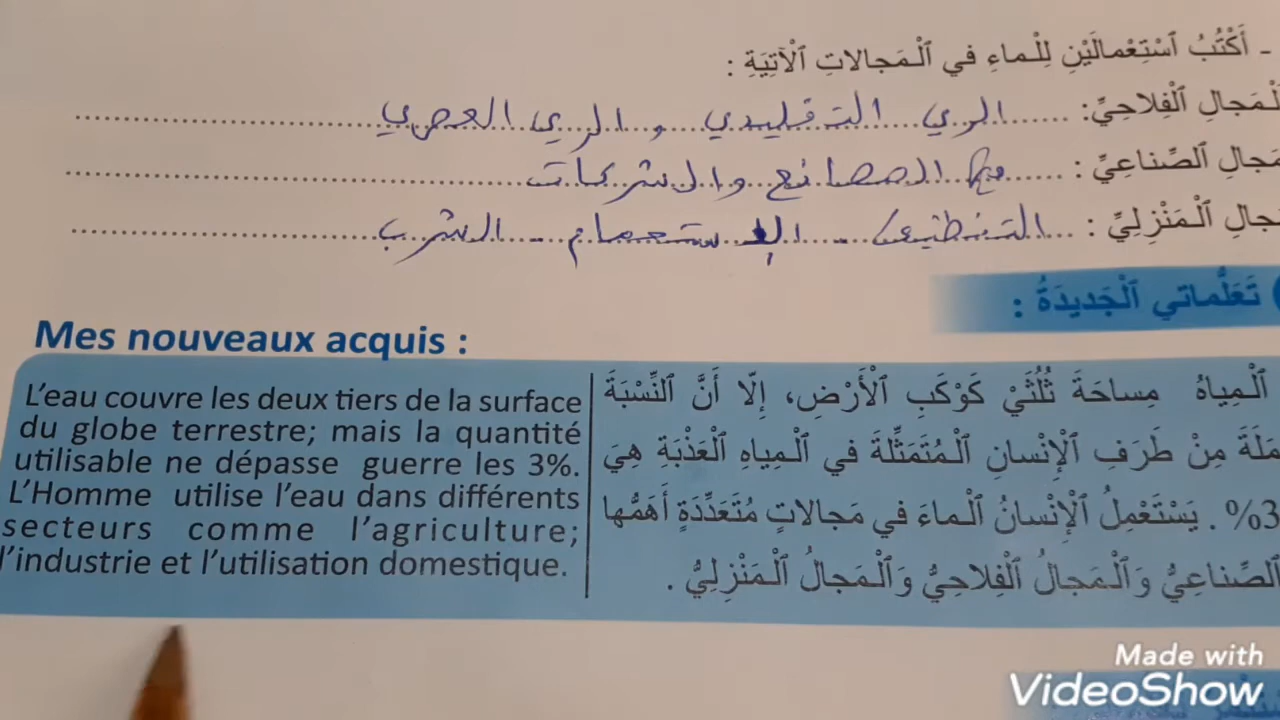 - أَكْتُبُ ٱسْتِعْمالَيْنِ لِلْماءِ في ٱلْمَجالاتِ ٱلْآتِيَةِ :
لْمَجالِ ٱلْفِلاحِيِّ: الري التقليدي و الري العصري
مَجالِ ٱلصِّناعِيِّ : المصانع والشركات
جالِ ٱلْمَنْزِلِيِّ : التنظيف - الاستحمام - الشرب
تَعَلُّماتي ٱلْجَديدَةُ :
Mes nouveaux acquis :
ٱلْمِياهُ مِساحَةَ ثُلُثَيْ كَوْكَبِ ٱلْأَرْضِ، إِلّا أَنَّ ٱلنِّسْبَةَ
مَلَةَ مِنْ طَرَفِ ٱلْإِنْسانِ ٱلْمُتَمَثِّلَةَ في ٱلْمِياهِ ٱلْعَذْبَةِ هِيَ
3% . يَسْتَعْمِلُ ٱلْإِنْسانُ ٱلْماءَ في مَجالاتٍ مُتَعَدِّدَةٍ أَهَمُّها
ٱلصِّناعِيُّ وَٱلْمَجالُ ٱلْفِلاحِيُّ وَٱلْمَجالُ ٱلْمَنْزِلِيُّ .
L'eau couvre les deux tiers de la surface
du globe terrestre; mais la quantité
utilisable ne dépasse guerre les 3%.
L'Homme utilise l'eau dans différents
secteurs comme l'agriculture;
l'industrie et l'utilisation domestique.
Made with
VideoShow